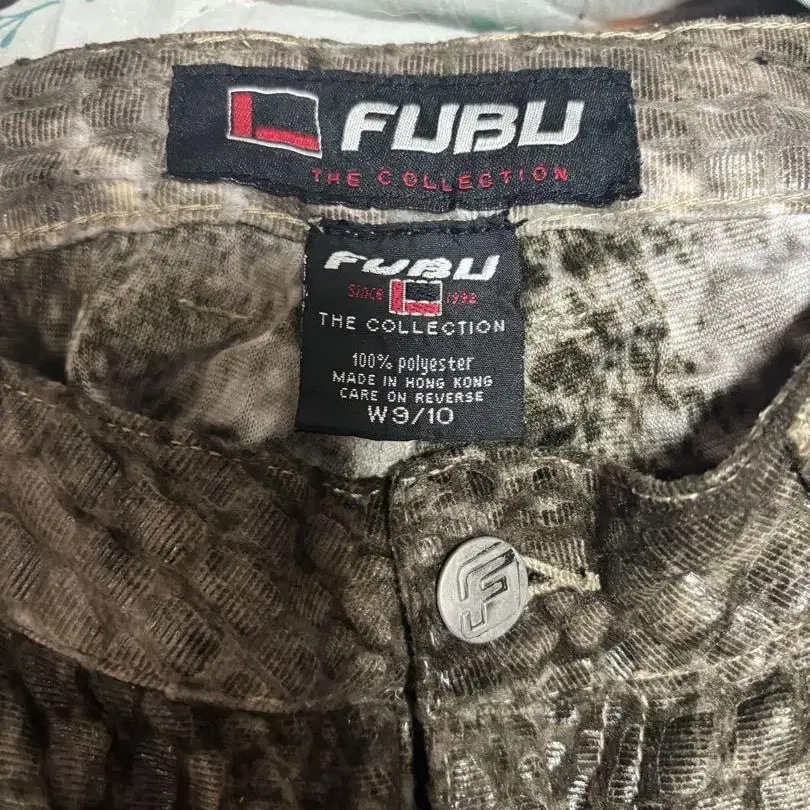 FUBU
THE COLLECTION
FUBU
SINCE 1992
THE COLLECTION
100% polyester
MADE IN HONG KONG
CARE ON REVERSE
W9/10